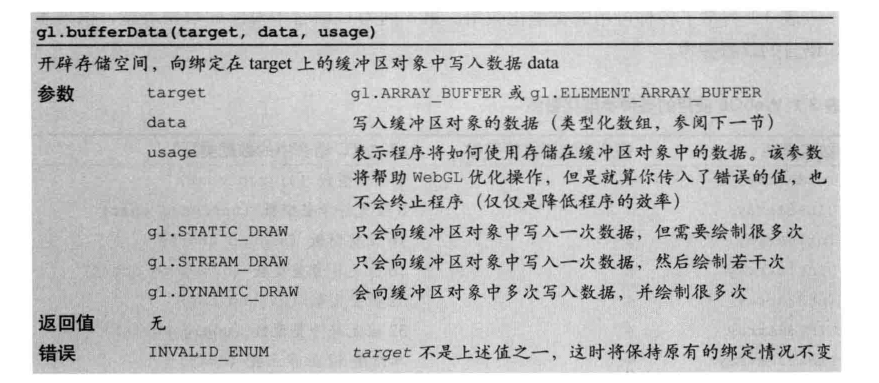 gl.bufferData(target, data, usage)
开辟存储空间，向绑定在 target 上的缓冲区对象中写入数据 data
参数 target gl.ARRAY_BUFFER 或 gl.ELEMENT_ARRAY_BUFFER
data 写入缓冲区对象的数据（类型化数组，参阅下一节）
usage 表示程序将如何使用存储在缓冲区对象中的数据。该参数
将帮助 WebGL 优化操作，但是就算你传入了错误的值，也
不会终止程序（仅仅是降低程序的效率）
gl.STATIC_DRAW 只会向缓冲区对象中写入一次数据，但需要绘制很多次
gl.STREAM_DRAW 只会向缓冲区对象中写入一次数据，然后绘制若干次
gl.DYNAMIC_DRAW 会向缓冲区对象中多次写入数据，并绘制很多次
返回值 无
错误 INVALID_ENUM target 不是上述值之一，这时将保持原有的绑定情况不变